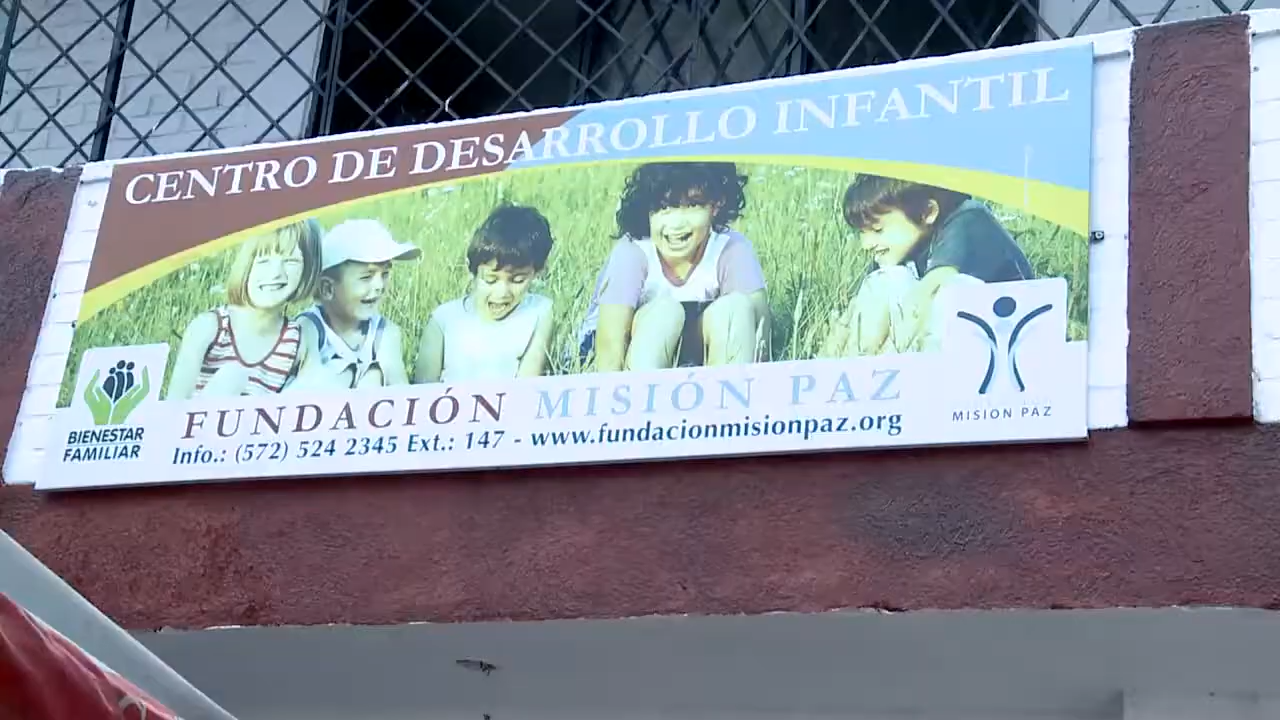 CENTRO DE DESARROLLO INFANTIL
BIENESTAR
FAMILIAR
FUNDACIÓN MISIÓN PAZ
Info.: (572) 524 2345 Ext.: 147 - www.fundacionmisionpaz.org
MISION PAZ